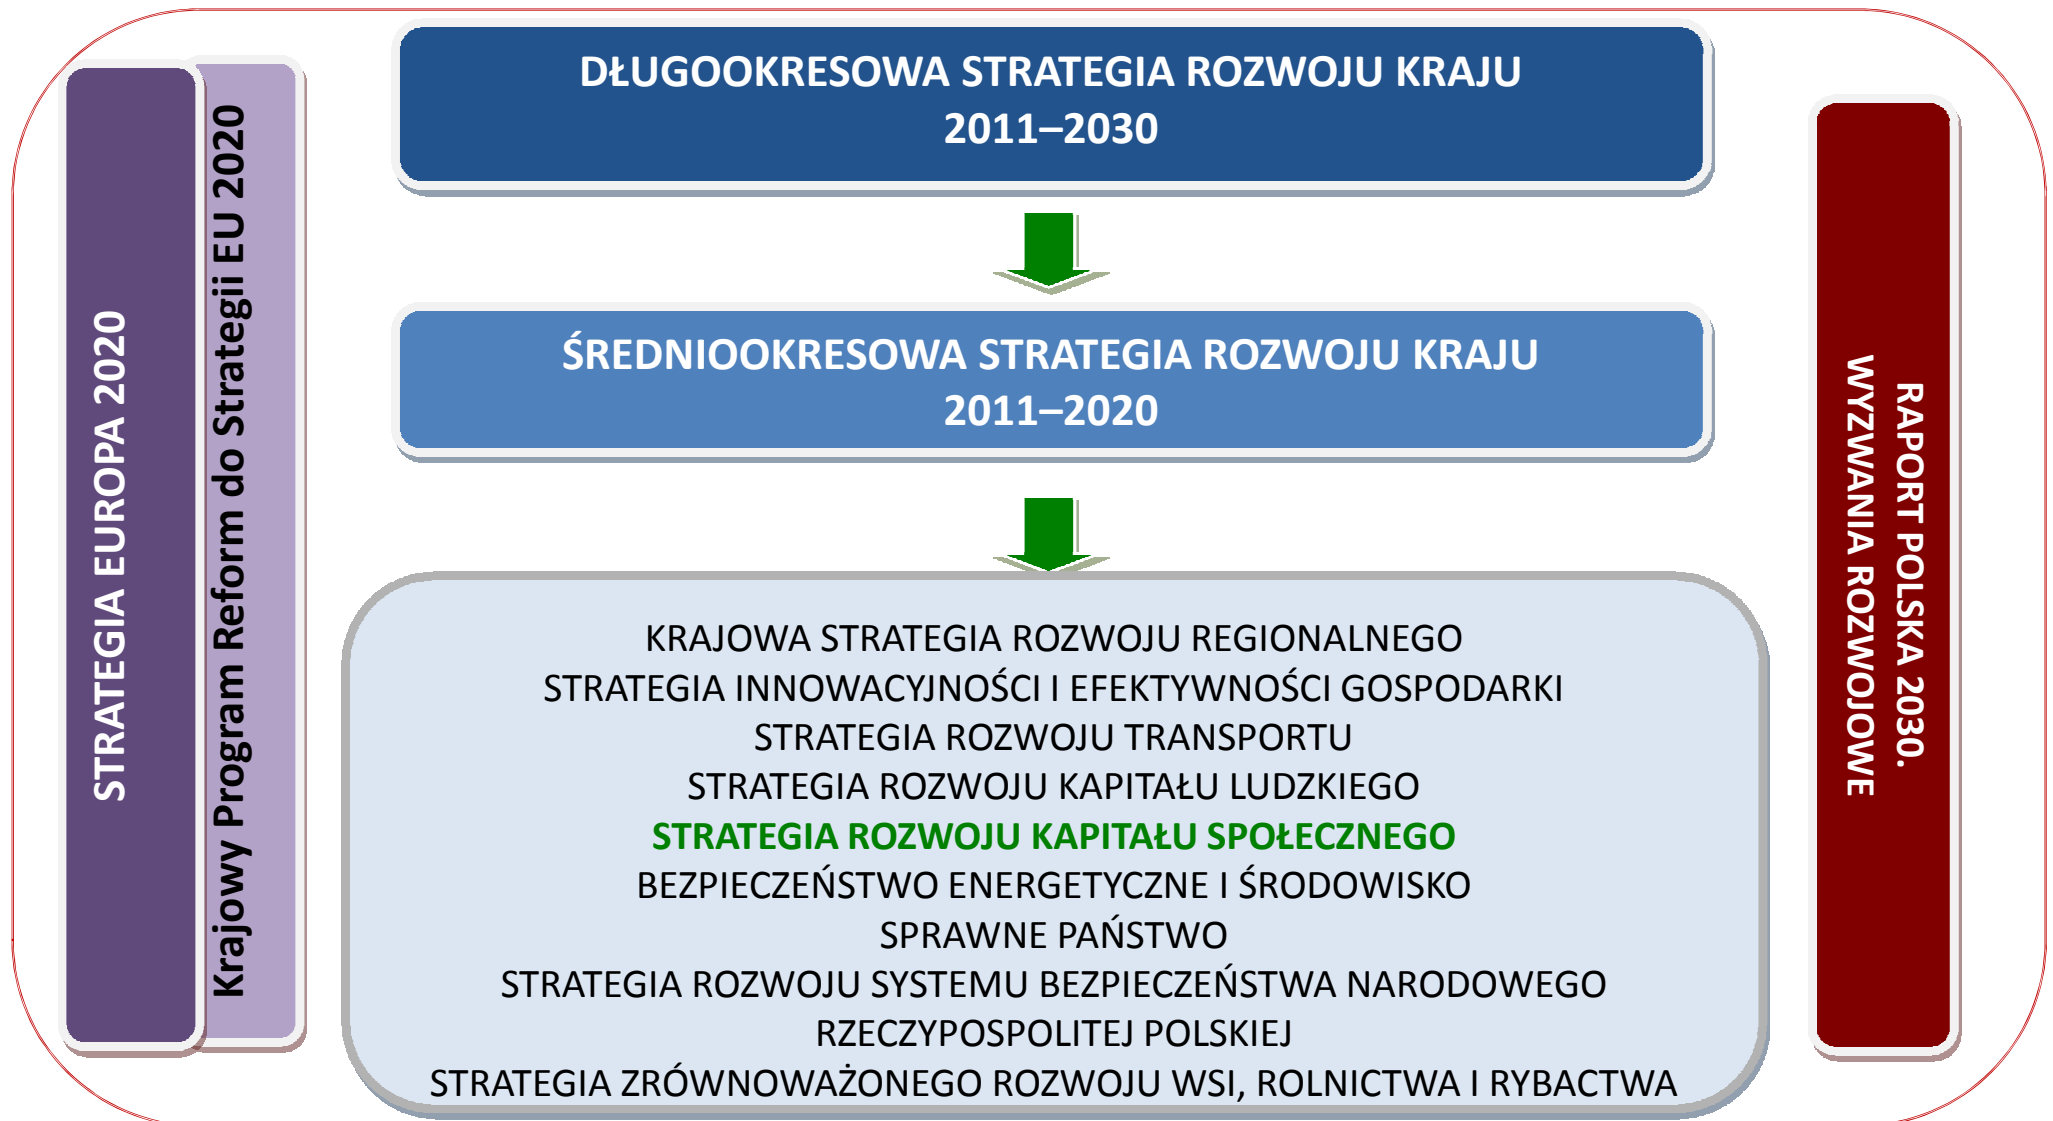 STRATEGIA EUROPA 2020
Krajowy Program Reform do Strategii EU 2020
DŁUGOOKRESOWA STRATEGIA ROZWOJU KRAJU
2011–2030
ŚREDNIOOKRESOWA STRATEGIA ROZWOJU KRAJU
2011–2020
KRAJOWA STRATEGIA ROZWOJU REGIONALNEGO
STRATEGIA INNOWACYJNOŚCI I EFEKTYWNOŚCI GOSPODARKI
STRATEGIA ROZWOJU TRANSPORTU
STRATEGIA ROZWOJU KAPITAŁU LUDZKIEGO
STRATEGIA ROZWOJU KAPITAŁU SPOŁECZNEGO
BEZPIECZEŃSTWO ENERGETYCZNE I ŚRODOWISKO
SPRAWNE PAŃSTWO
STRATEGIA ROZWOJU SYSTEMU BEZPIECZEŃSTWA NARODOWEGO
RZECZYPOSPOLITEJ POLSKIEJ
STRATEGIA ZRÓWNOWAŻONEGO ROZWOJU WSI, ROLNICTWA I RYBACTWA
RAPORT POLSKA 2030.
WYZWANIA ROZWOJOWE